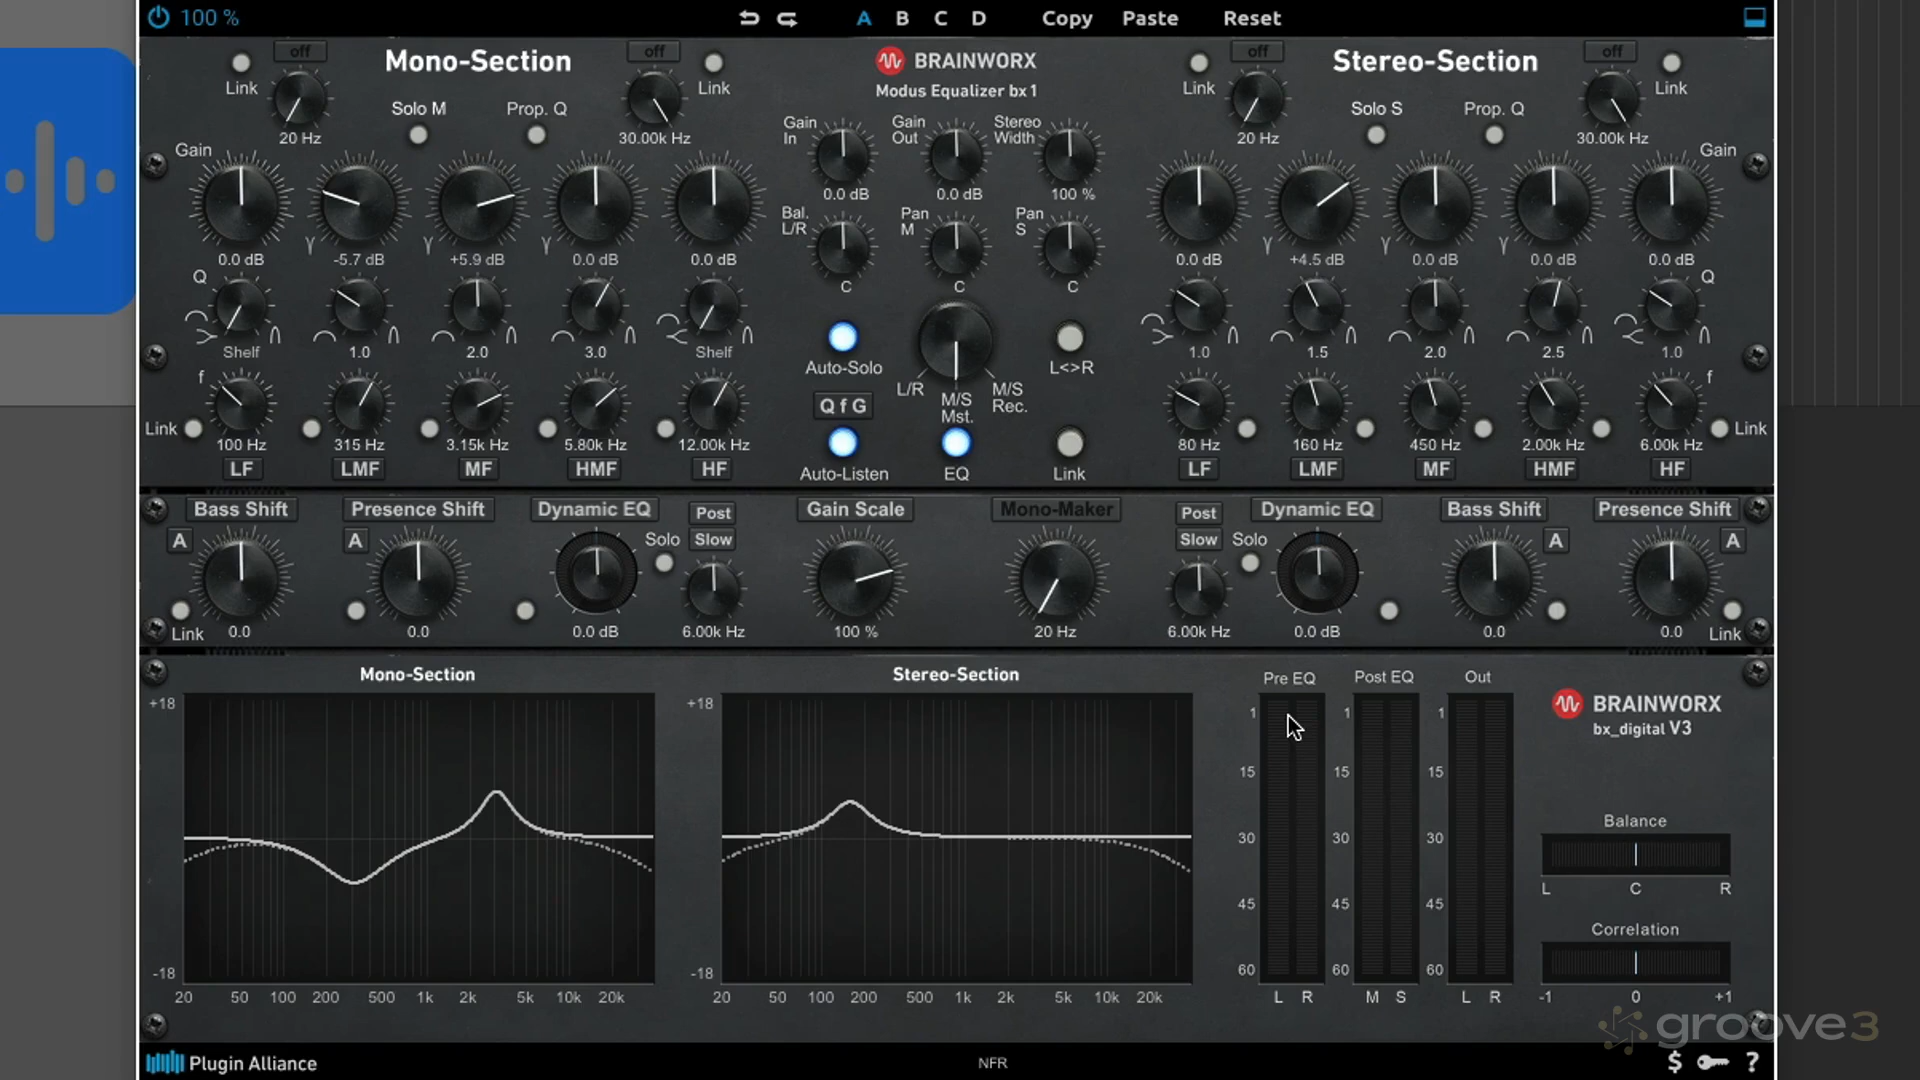 100 %
A B C D Copy Paste Reset
off off off off
Mono-Section
BRAINWORX
Stereo-Section
Link Link Link Link
Modus Equalizer bx1
Solo M Prop. Q Solo S Prop. Q
20 Hz 30.00k Hz 20 Hz 30.00k Hz
Gain In Gain Out Stereo Width
Gain Gain
0.0 dB 0.0 dB 100 %
Bal. L/R Pan M Pan S
0.0 dB -5.7 dB +5.9 dB 0.0 dB 0.0 dB
0.0 dB +4.5 dB 0.0 dB 0.0 dB 0.0 dB
Q C C C Q
Shelf 1.0 2.0 3.0 Shelf
1.0 1.5 2.0 2.5 1.0
Auto-Solo L<>R
L/R M/S Mst. M/S Rec.
f Q f G f
Link Link
100 Hz 315 Hz 3.15k Hz 5.80k Hz 12.00k Hz
80 Hz 160 Hz 450 Hz 2.00k Hz 6.00k Hz
LF LMF MF HMF HF
Auto-Listen EQ Link
LF LMF MF HMF HF
Bass Shift Presence Shift Dynamic EQ Post Gain Scale Mono-Maker Post Dynamic EQ Bass Shift Presence Shift
A A Solo Slow Slow Solo A A
Link 0.0 0.0 0.0 dB 6.00k Hz 100 % 20 Hz 6.00k Hz 0.0 dB 0.0 0.0 Link
Mono-Section
Stereo-Section
Pre EQ Post EQ Out
+18 +18
1 1 1
BRAINWORX
bx_digital V3
15 15 15
Balance
30 30 30
L C R
45 45 45
Correlation
-18 -18
60 60 60
20 50 100 200 500 1k 2k 5k 10k 20k
20 50 100 200 500 1k 2k 5k 10k 20k
L R M S L R
-1 0 +1
groove3
Plugin Alliance
NFR
$ ?